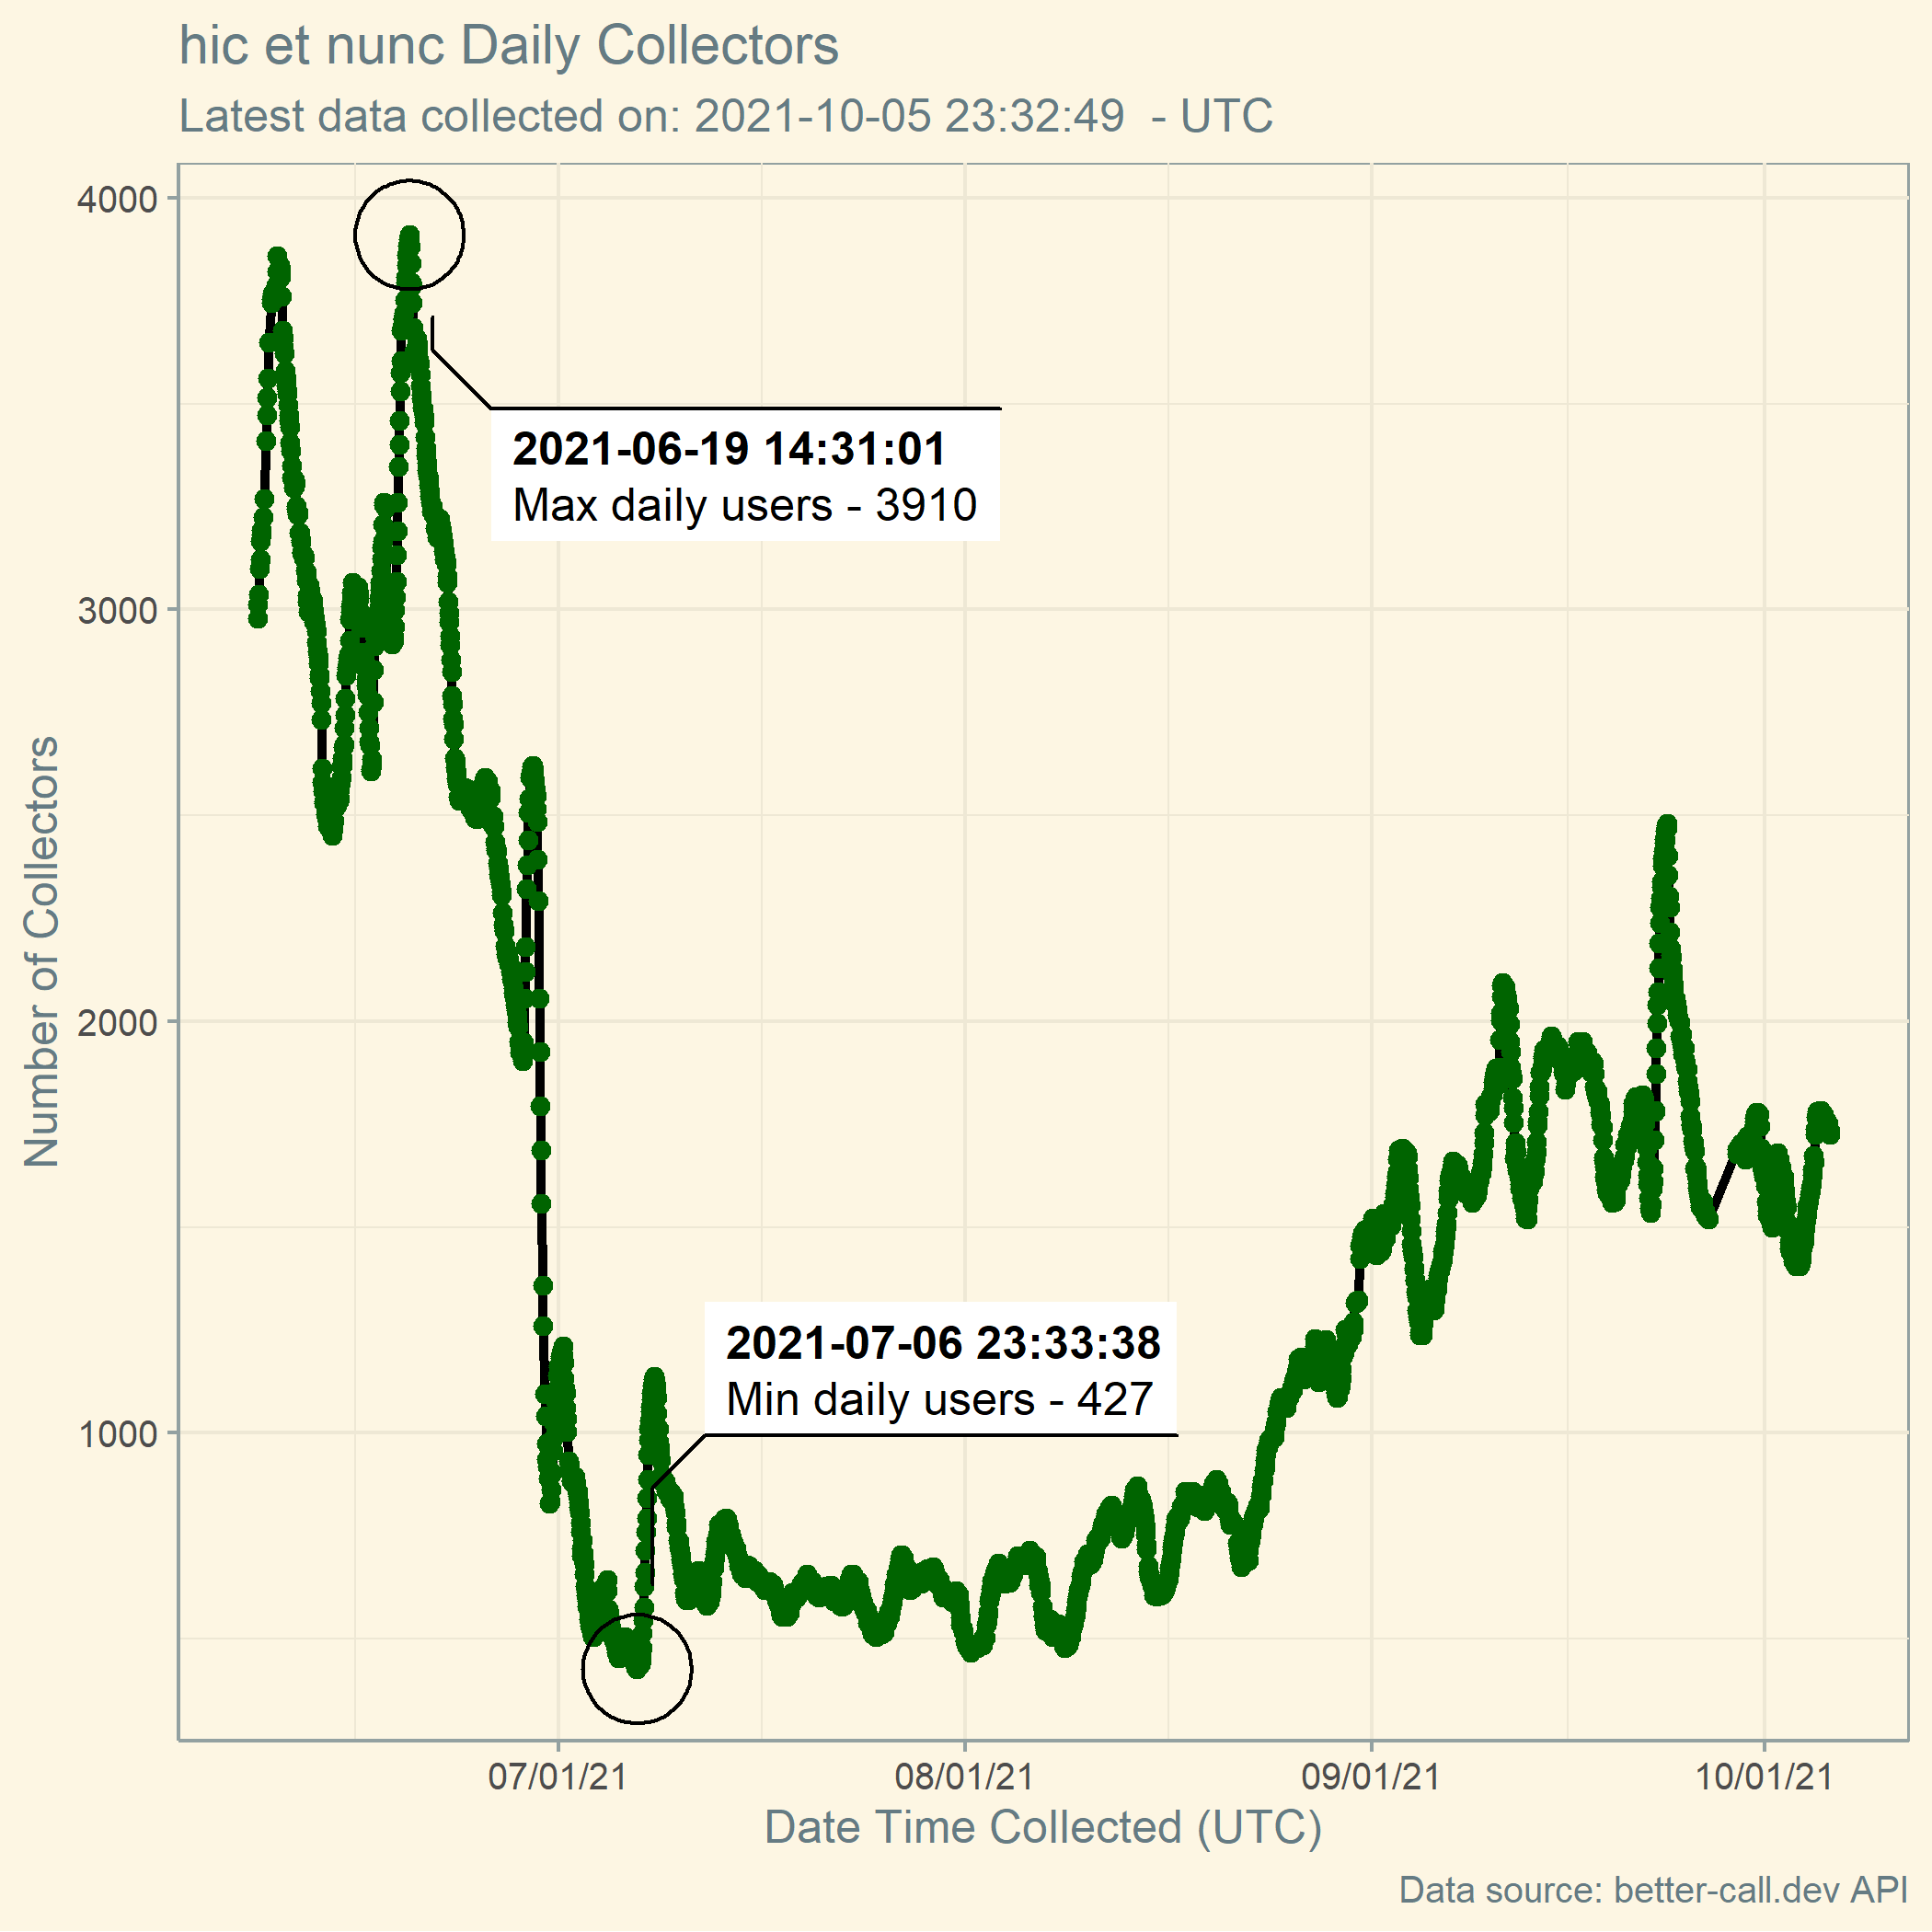 hic et nunc Daily Collectors
Latest data collected on: 2021-10-05 23:32:49  - UTC
4000
3000
2000
1000
Number of Collectors
2021-06-19 14:31:01
Max daily users - 3910
2021-07-06 23:33:38
Min daily users - 427
07/01/21
08/01/21
09/01/21
10/01/21
Date Time Collected (UTC)
Data source: better-call.dev API